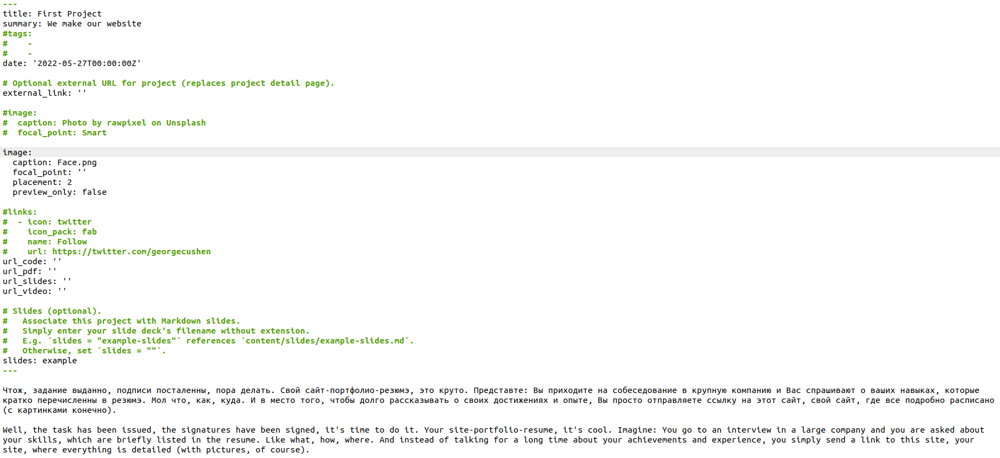 ---
title: First Project
summary: We make our website
#tags:
#    -
#    -
date: '2022-05-27T00:00:00Z'
# Optional external URL for project (replaces project detail page).
external_link: ''
#image:
#  caption: Photo by rawpixel on Unsplash
#  focal_point: Smart
image:
  caption: Face.png
  focal_point: ''
  placement: 2
  preview_only: false
#links:
#  - icon: twitter
#    icon_pack: fab
#    name: Follow
#    url: https://twitter.com/georgecushen
url_code: ''
url_pdf: ''
url_slides: ''
url_video: ''
# Slides (optional).
#   Associate this project with Markdown slides.
#   Simply enter your slide deck's filename without extension.
#   E.g. `slides = "example-slides"` references `content/slides/example-slides.md`.
#   Otherwise, set `slides = ""`.
slides: example
---
Чтож, задание выданно, подписи посталенны, пора делать. Свой сайт-портфолио-резюмэ, это круто. Представте: Вы приходите на собеседование в крупную компанию и Вас спрашивают о ваших навыках, которые
кратко перечисленны в резюмэ. Мол что, как, куда. И в место того, чтобы долго рассказывать о своих достижениях и опыте, Вы просто отправляете ссылку на этот сайт, свой сайт, где все подробно расписано
(с картинками конечно).
Well, the task has been issued, the signatures have been signed, it's time to do it. Your site-portfolio-resume, it's cool. Imagine: You go to an interview in a large company and you are asked about
your skills, which are briefly listed in the resume. Like what, how, where. And instead of talking for a long time about your achievements and experience, you simply send a link to this site, your
site, where everything is detailed (with pictures, of course).